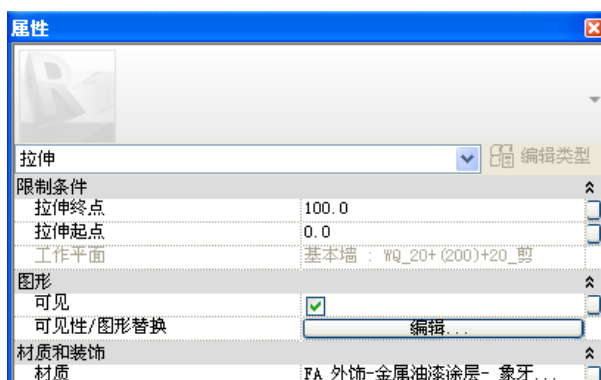 属性
拉伸
编辑类型
限制条件
拉伸终点 100.0
拉伸起点 0.0
工作平面 基本墙 : WQ_20+(200)+20_剪
图形
可见
可见性/图形替换 编辑...
材质和装饰
材质 FA 外饰-金属油漆涂层- 象牙...